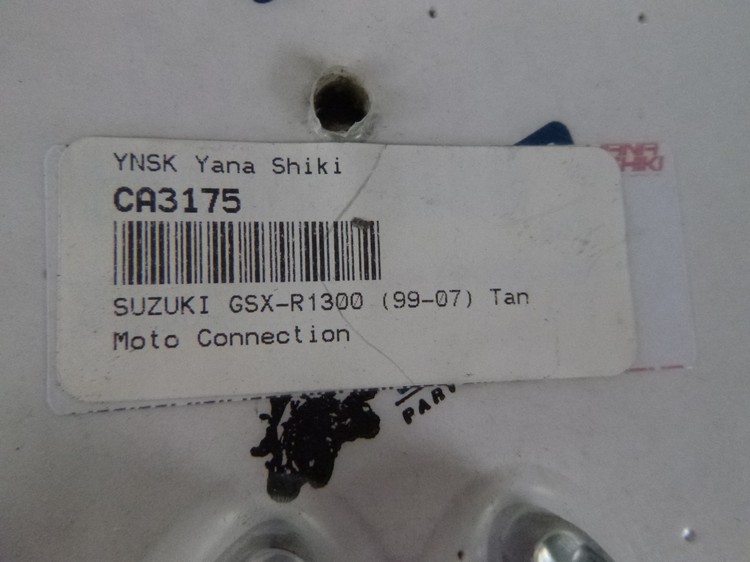 YNSK Yana Shiki
CA3175
SUZUKI GSX-R1300 (99-07) Tan
Moto Connection